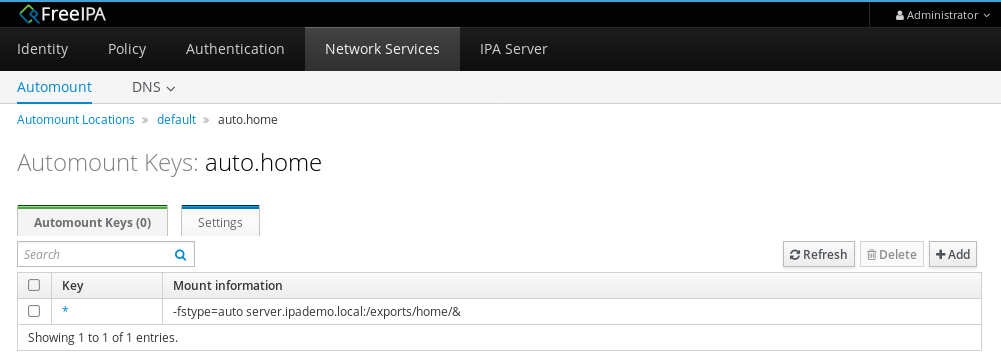 FreeIPA
Administrator
Identity Policy Authentication Network Services IPA Server
Automount DNS
Automount Locations » default » auto.home
Automount Keys: auto.home
Automount Keys (0) Settings
Search Refresh Delete Add
Key Mount information
* -fstype=auto server.ipademo.local:/exports/home/&
Showing 1 to 1 of 1 entries.